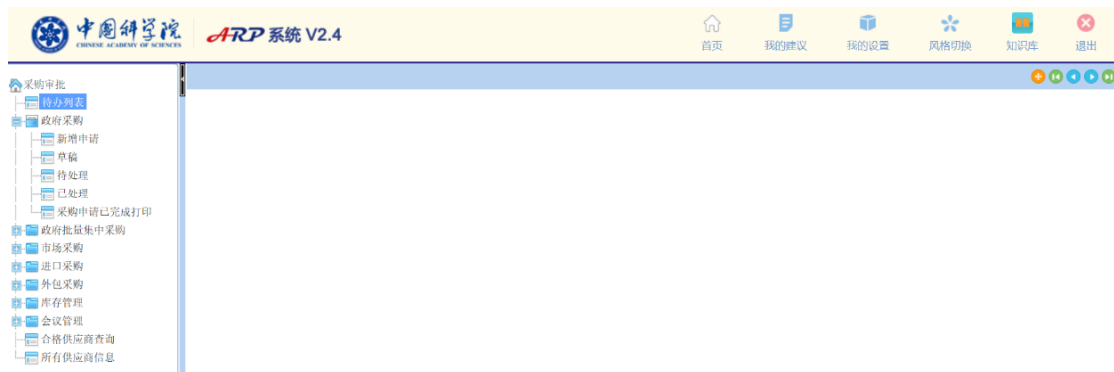 中国科学院
CHINESE ACADEMY OF SCIENCES
ARP 系统 V2.4
首页 我的建议 我的设置 风格切换 知识库 退出
采购审批
待办列表
政府采购
新增申请
草稿
待处理
已处理
采购申请已完成打印
政府批量集中采购
市场采购
进口采购
外包采购
库存管理
会议管理
合格供应商查询
所有供应商信息